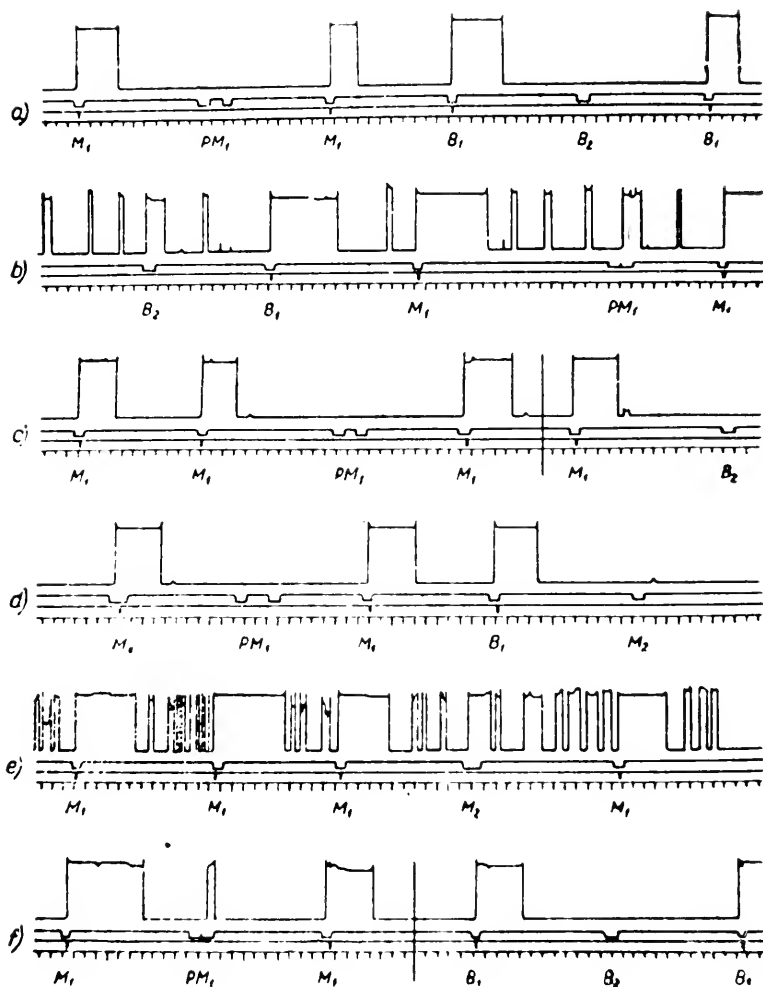 a)
M₁ PM₁ M₁ B₁ B₂ B₁
b)
B₂ B₁ M₁ PM₁ M₁
c)
M₁ M₁ PM₁ M₁ M₁ B₂
d)
M₁ PM₁ M₁ B₁ M₂
e)
M₁ M₁ M₁ M₂ M₁
f)
M₁ PM₁ M₁ B₁ B₂ B₁